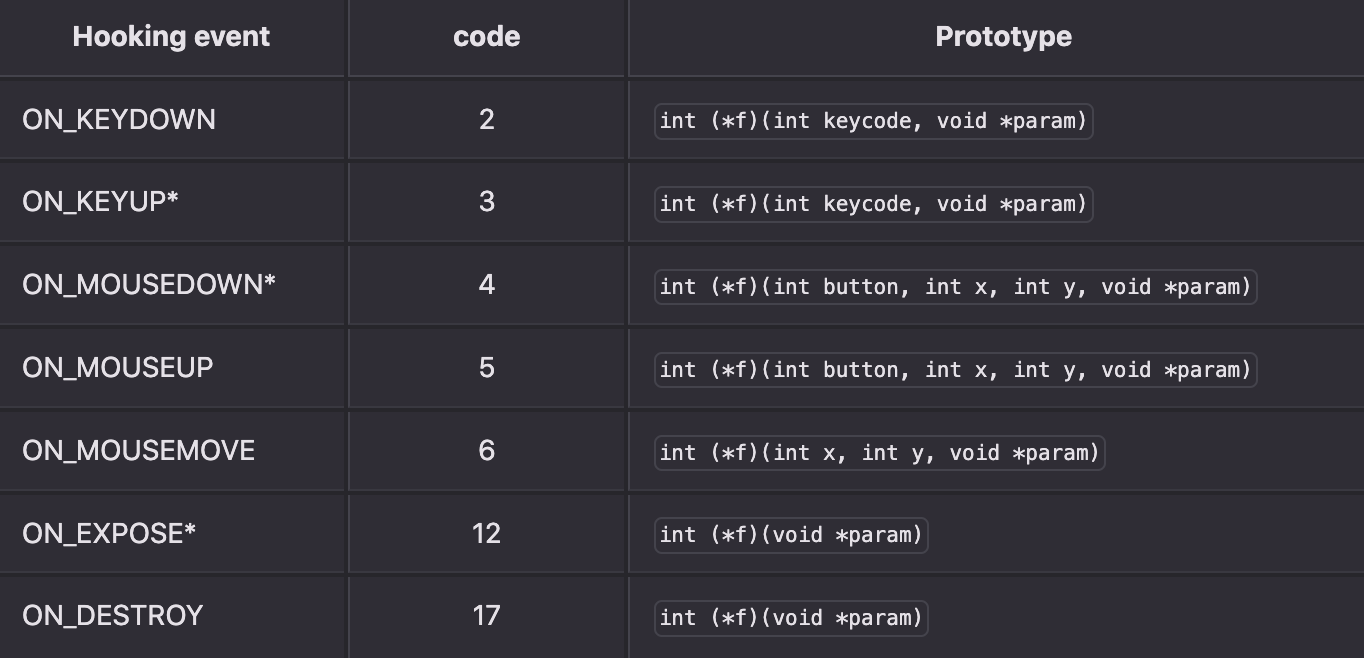 Hooking event code Prototype
ON_KEYDOWN 2 int (*f)(int keycode, void *param)
ON_KEYUP* 3 int (*f)(int keycode, void *param)
ON_MOUSEDOWN* 4 int (*f)(int button, int x, int y, void *param)
ON_MOUSEUP 5 int (*f)(int button, int x, int y, void *param)
ON_MOUSEMOVE 6 int (*f)(int x, int y, void *param)
ON_EXPOSE* 12 int (*f)(void *param)
ON_DESTROY 17 int (*f)(void *param)